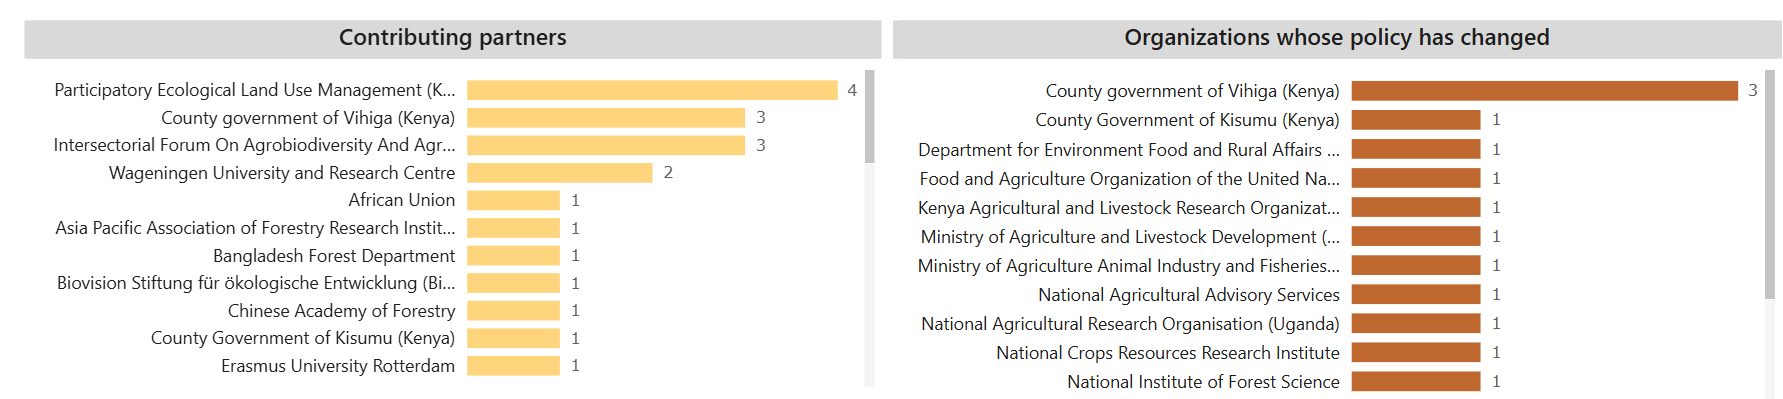 Contributing partners
Participatory Ecological Land Use Management (K... 4
County government of Vihiga (Kenya) 3
Intersectorial Forum On Agrobiodiversity And Agr... 3
Wageningen University and Research Centre 2
African Union 1
Asia Pacific Association of Forestry Research Instit... 1
Bangladesh Forest Department 1
Biovision Stiftung für ökologische Entwicklung (Bi... 1
Chinese Academy of Forestry 1
County Government of Kisumu (Kenya) 1
Erasmus University Rotterdam 1
Organizations whose policy has changed
County government of Vihiga (Kenya) 3
County Government of Kisumu (Kenya) 1
Department for Environment Food and Rural Affairs ... 1
Food and Agriculture Organization of the United Na... 1
Kenya Agricultural and Livestock Research Organizat... 1
Ministry of Agriculture and Livestock Development (... 1
Ministry of Agriculture Animal Industry and Fisheries... 1
National Agricultural Advisory Services 1
National Agricultural Research Organisation (Uganda) 1
National Crops Resources Research Institute 1
National Institute of Forest Science 1